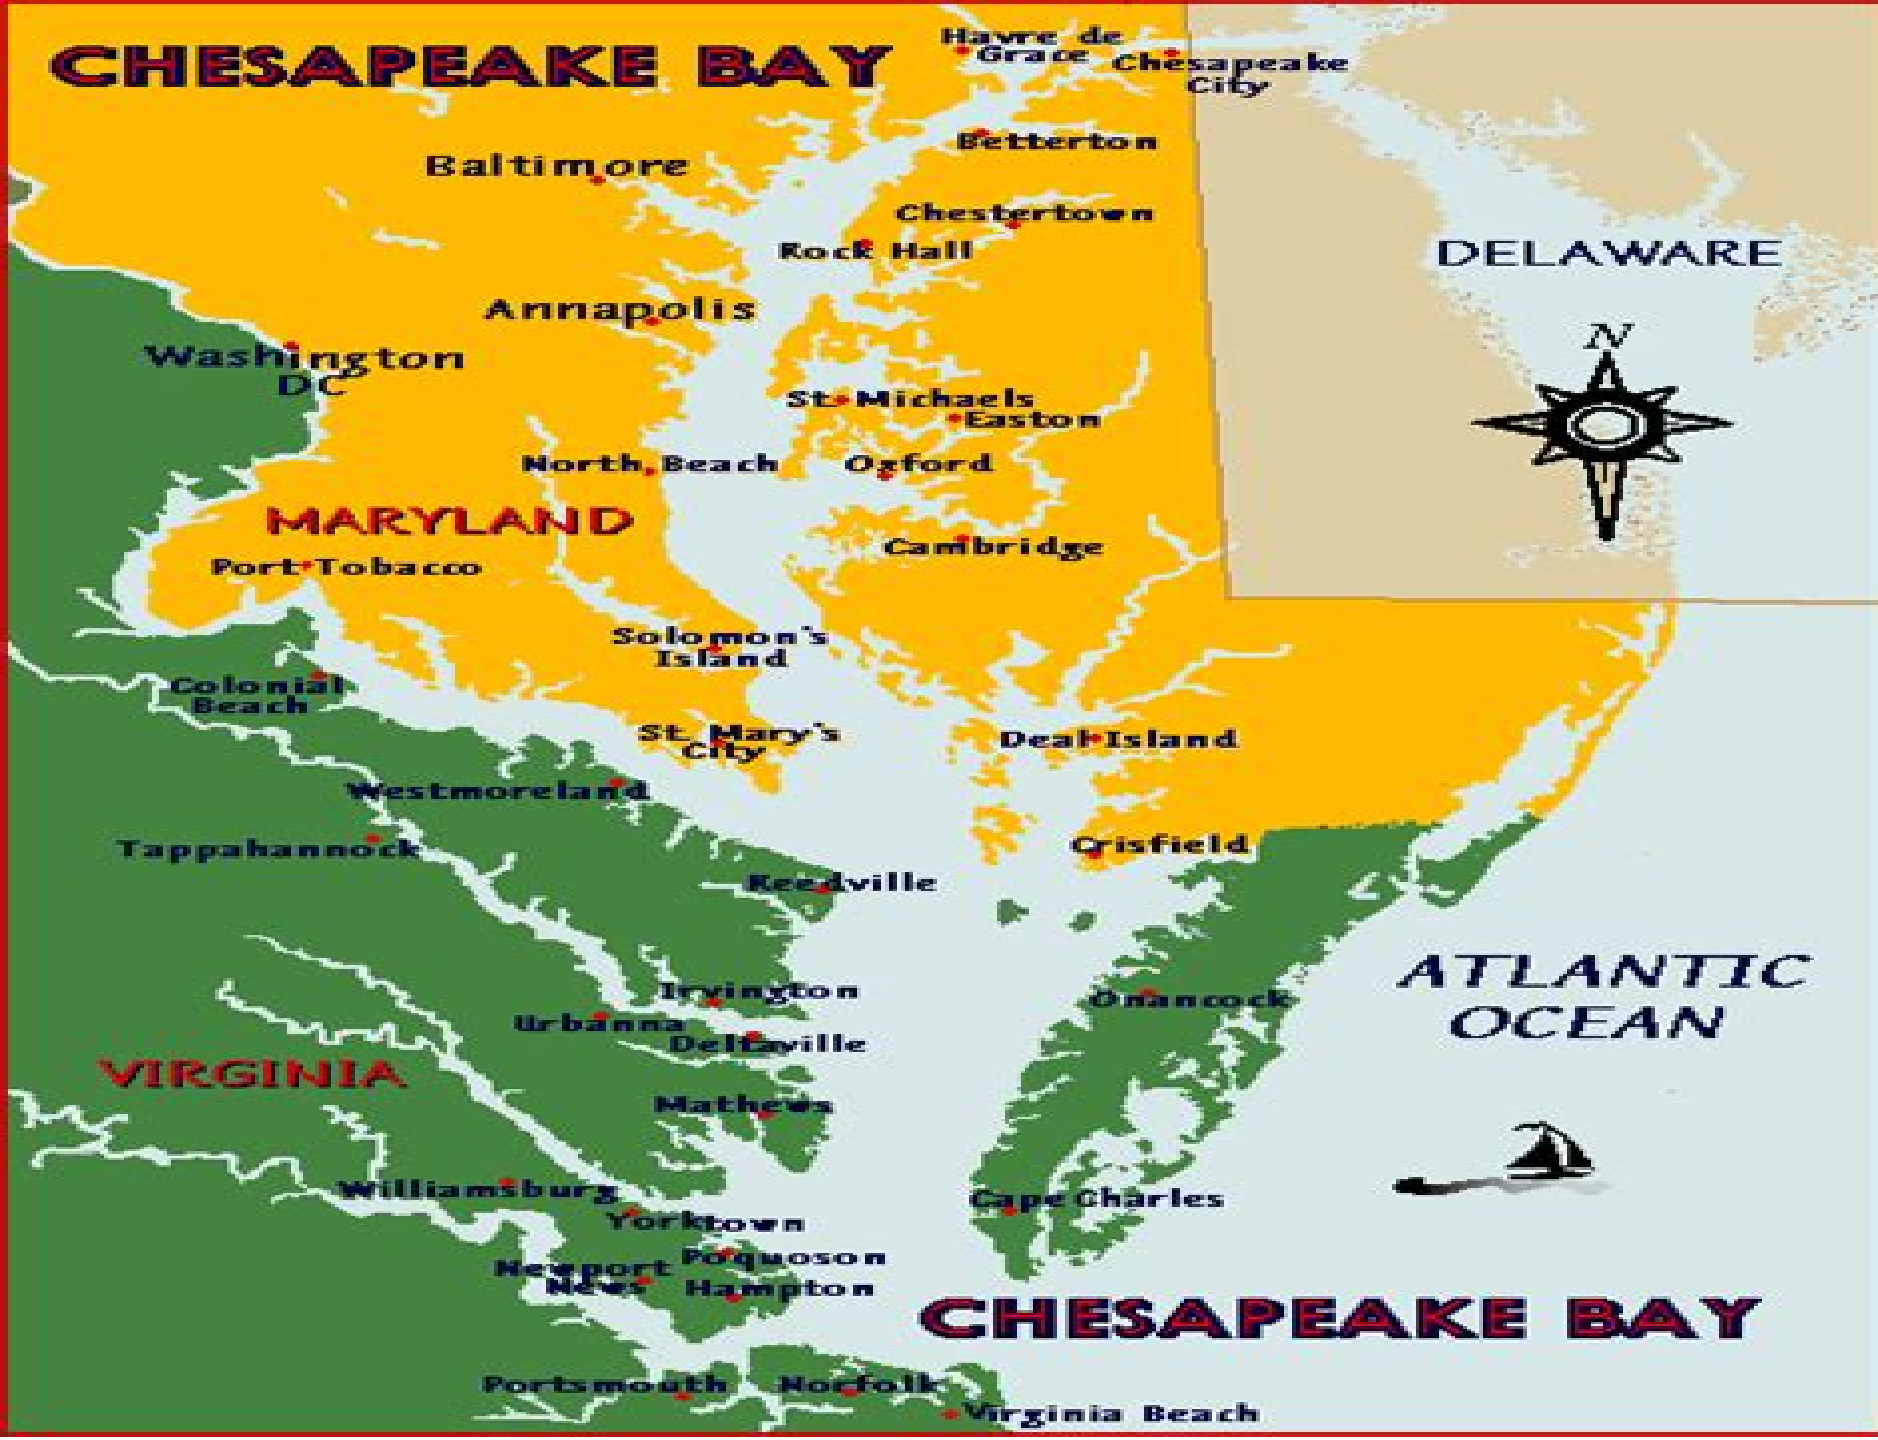 CHESAPEAKE BAY
Havre de
Grace
Chesapeake
City
Betterton
Baltimore
Chestertown
Rock Hall
DELAWARE
Annapolis
N
Washington
DC
St. Michaels
Easton
North Beach
Ogford
MARYLAND
Cambridge
Port Tobacco
Solomon's
Island
Colonial
Beach
St. Mary's
City
Deal Island
Westmoreland
Tappahannock
Crisfield
Reedville
ATLANTIC
OCEAN
Irvington
Onancock
Urbanna
Deltaville
VIRGINIA
Mathews
Williamsburg
Cape Charles
Yorktown
Poquoson
Newport
News
Hampton
CHESAPEAKE BAY
Portsmouth
Norfolk
Virginia Beach